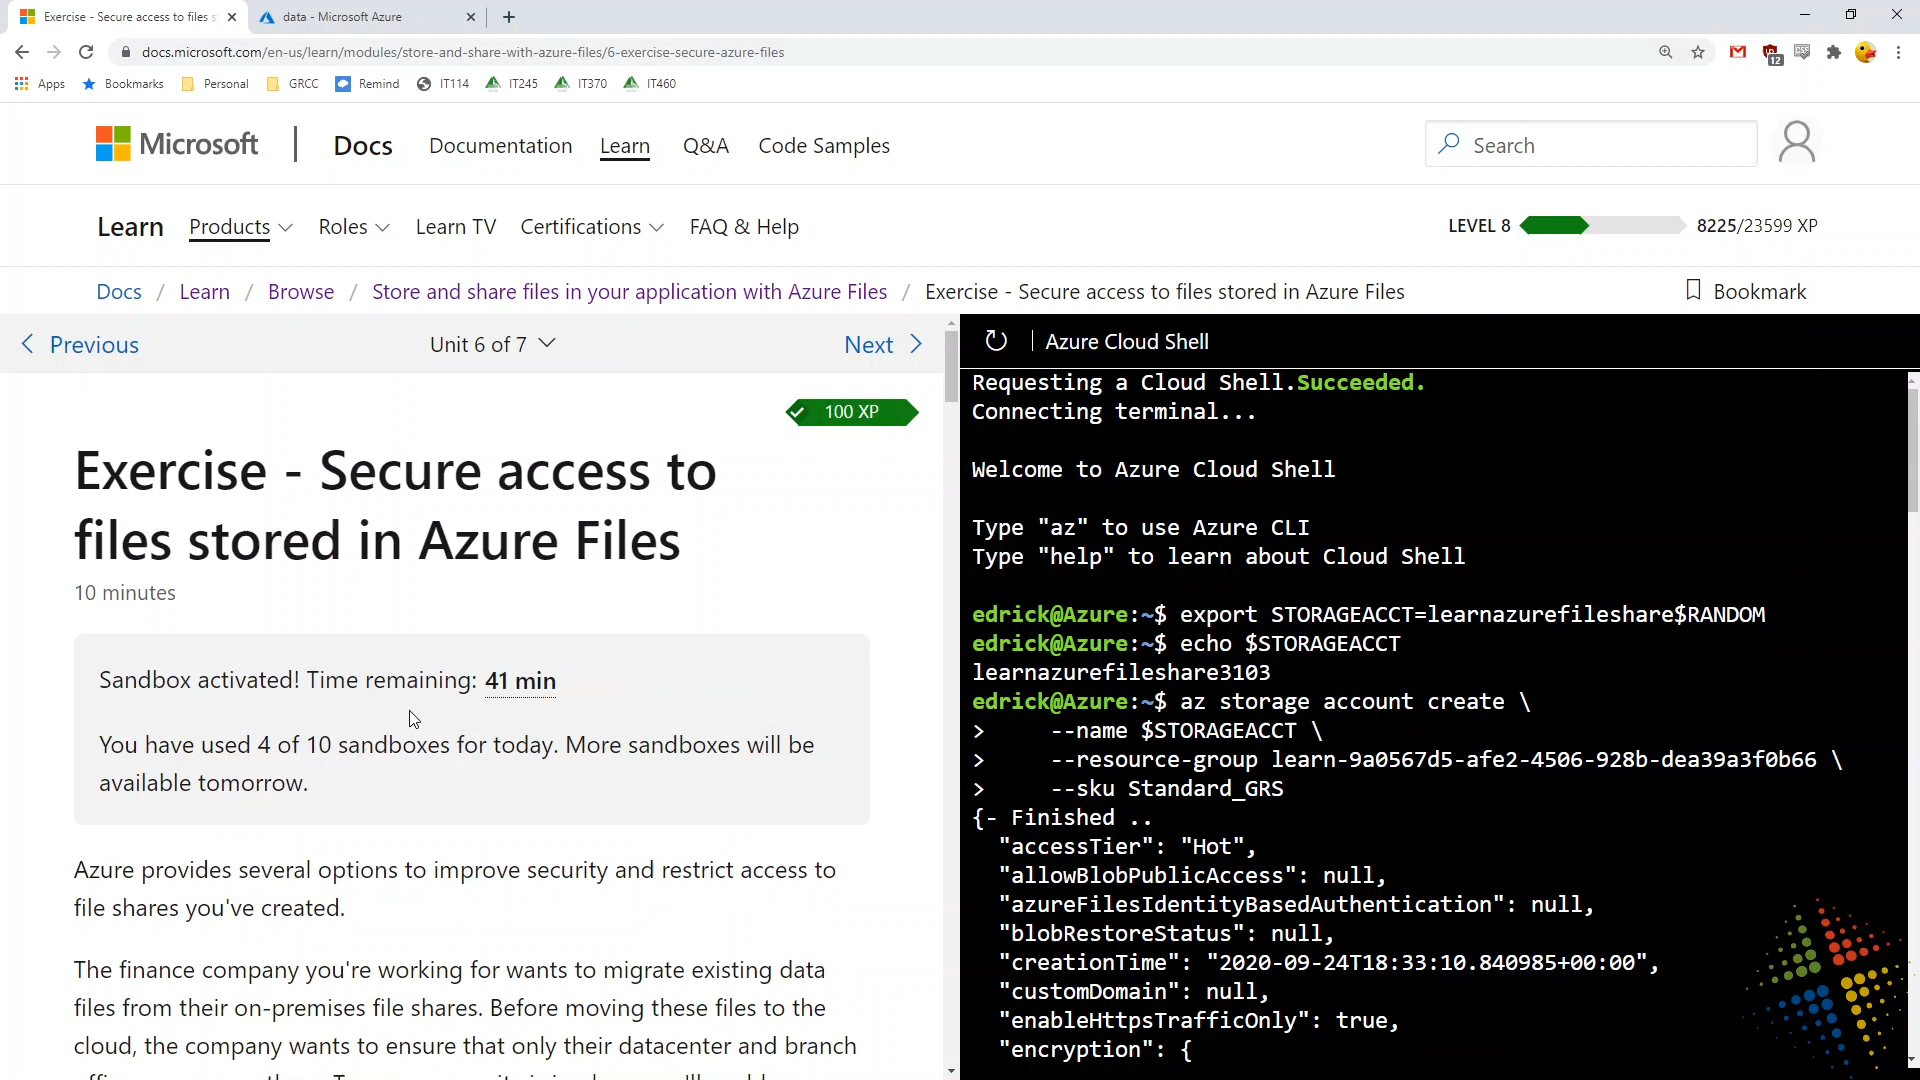 Exercise - Secure access to files s
data - Microsoft Azure
docs.microsoft.com/en-us/learn/modules/store-and-share-with-azure-files/6-exercise-secure-azure-files
12
Apps Bookmarks Personal GRCC Remind IT114 IT245 IT370 IT460
Microsoft | Docs Documentation Learn Q&A Code Samples
Search
Learn Products Roles Learn TV Certifications FAQ & Help
LEVEL 8 8225/23599 XP
Docs / Learn / Browse / Store and share files in your application with Azure Files / Exercise - Secure access to files stored in Azure Files
Bookmark
Previous Unit 6 of 7 Next
100 XP
Exercise - Secure access to
files stored in Azure Files
10 minutes
Sandbox activated! Time remaining: 41 min
You have used 4 of 10 sandboxes for today. More sandboxes will be
available tomorrow.
Azure provides several options to improve security and restrict access to
file shares you've created.
The finance company you're working for wants to migrate existing data
files from their on-premises file shares. Before moving these files to the
cloud, the company wants to ensure that only their datacenter and branch
Azure Cloud Shell
Requesting a Cloud Shell.Succeeded.
Connecting terminal...
Welcome to Azure Cloud Shell
Type "az" to use Azure CLI
Type "help" to learn about Cloud Shell
edrick@Azure:~$ export STORAGEACCT=learnazurefileshare$RANDOM
edrick@Azure:~$ echo $STORAGEACCT
learnazurefileshare3103
edrick@Azure:~$ az storage account create \
> --name $STORAGEACCT \
> --resource-group learn-9a0567d5-afe2-4506-928b-dea39a3f0b66 \
> --sku Standard_GRS
{- Finished ..
"accessTier": "Hot",
"allowBlobPublicAccess": null,
"azureFilesIdentityBasedAuthentication": null,
"blobRestoreStatus": null,
"creationTime": "2020-09-24T18:33:10.840985+00:00",
"customDomain": null,
"enableHttpsTrafficOnly": true,
"encryption": {